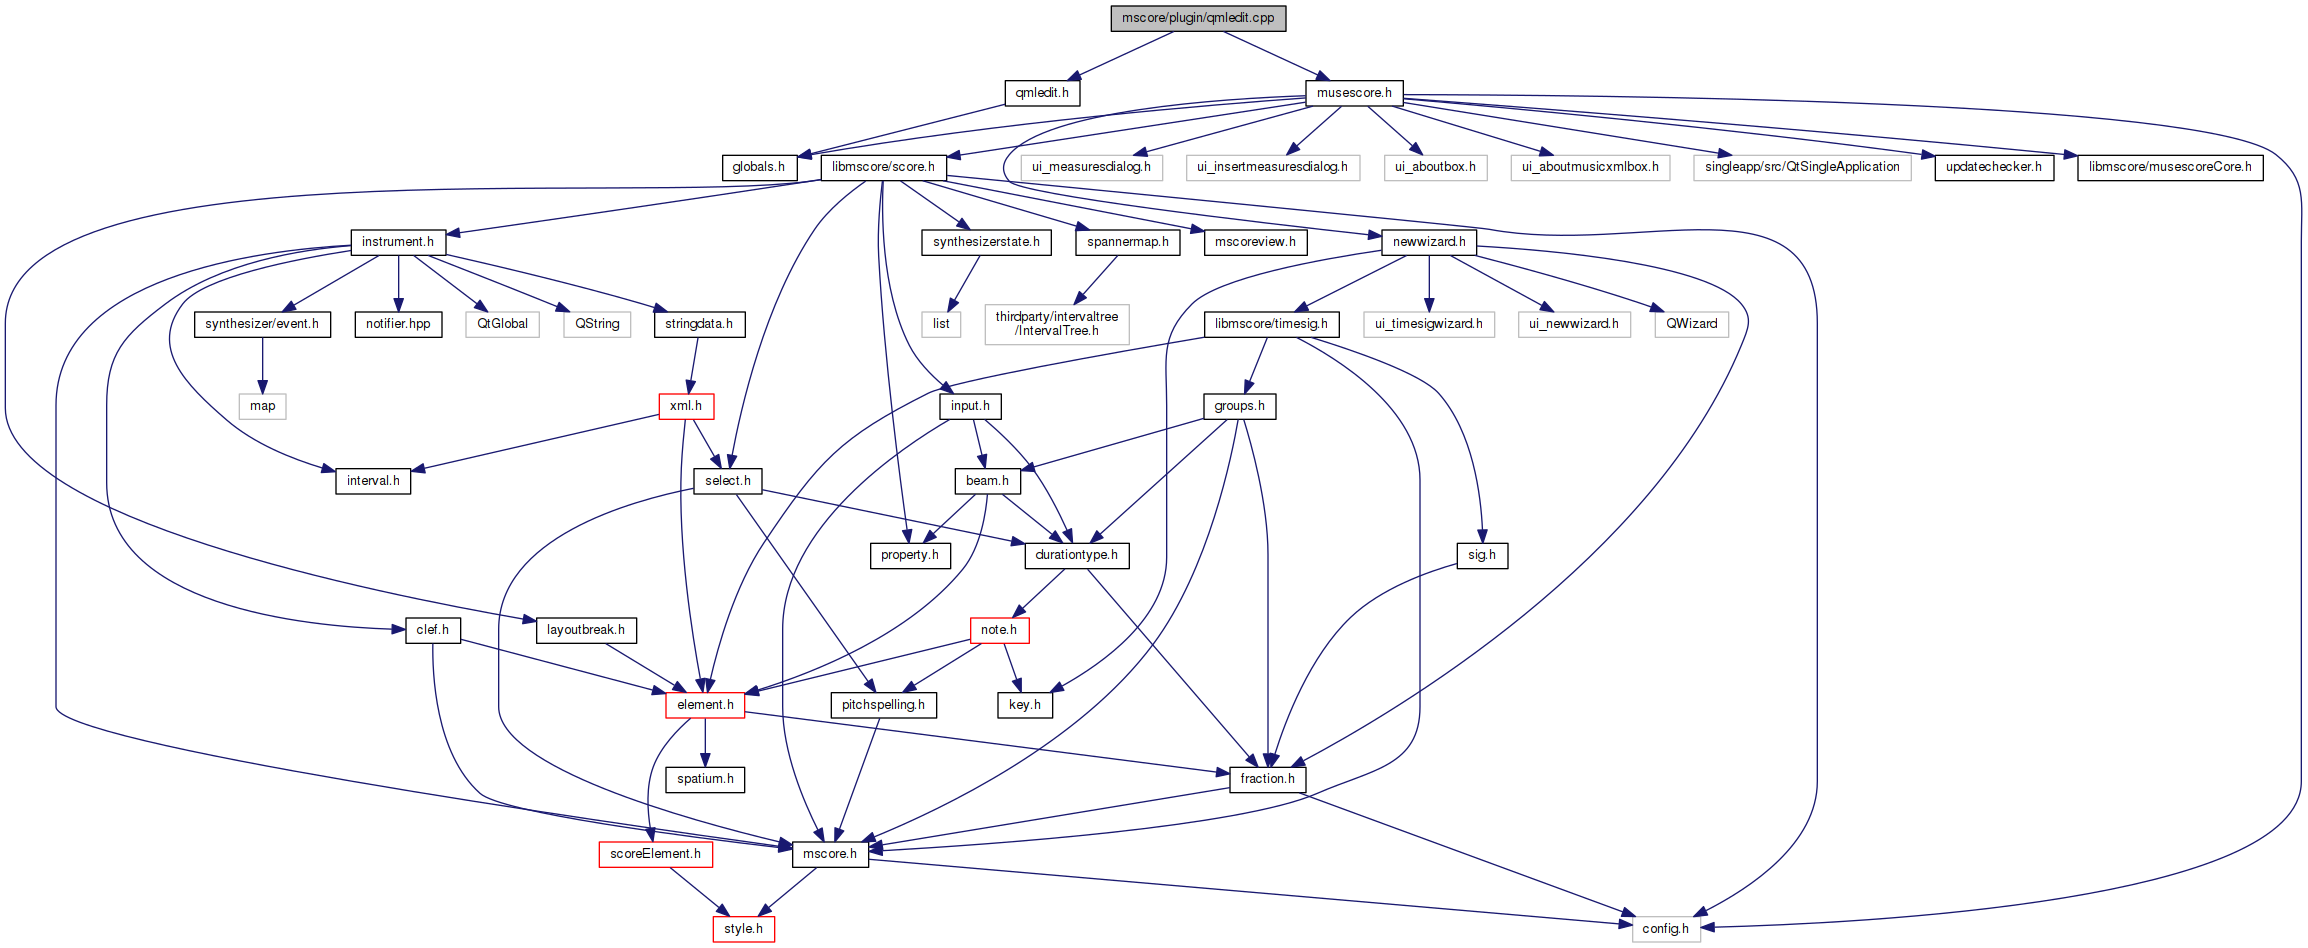 mscore/plugin/qmledit.cpp
qmledit.h
musescore.h
globals.h
libmscore/score.h
ui_measuresdialog.h
ui_insertmeasuresdialog.h
ui_aboutbox.h
ui_aboutmusicxmlbox.h
singleapp/src/QtSingleApplication
updatechecker.h
libmscore/musescoreCore.h
instrument.h
synthesizerstate.h
spannermap.h
mscoreview.h
newwizard.h
synthesizer/event.h
notifier.hpp
QtGlobal
QString
stringdata.h
list
thirdparty/intervaltree
/IntervalTree.h
libmscore/timesig.h
ui_timesigwizard.h
ui_newwizard.h
QWizard
map
xml.h
input.h
groups.h
interval.h
select.h
beam.h
property.h
durationtype.h
sig.h
clef.h
layoutbreak.h
note.h
element.h
pitchspelling.h
key.h
spatium.h
fraction.h
scoreElement.h
mscore.h
style.h
config.h